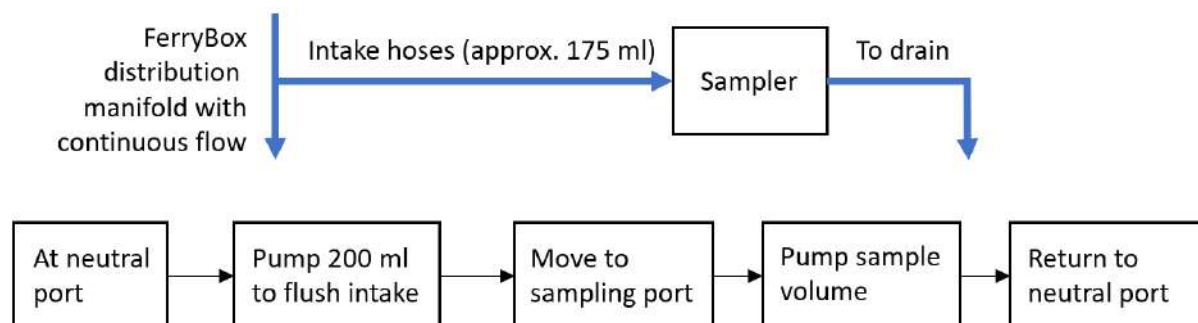 FerryBox
distribution
manifold with
continuous flow
Intake hoses (approx. 175 ml)
Sampler
To drain
At neutral
port
Pump 200 ml
to flush intake
Move to
sampling port
Pump sample
volume
Return to
neutral port